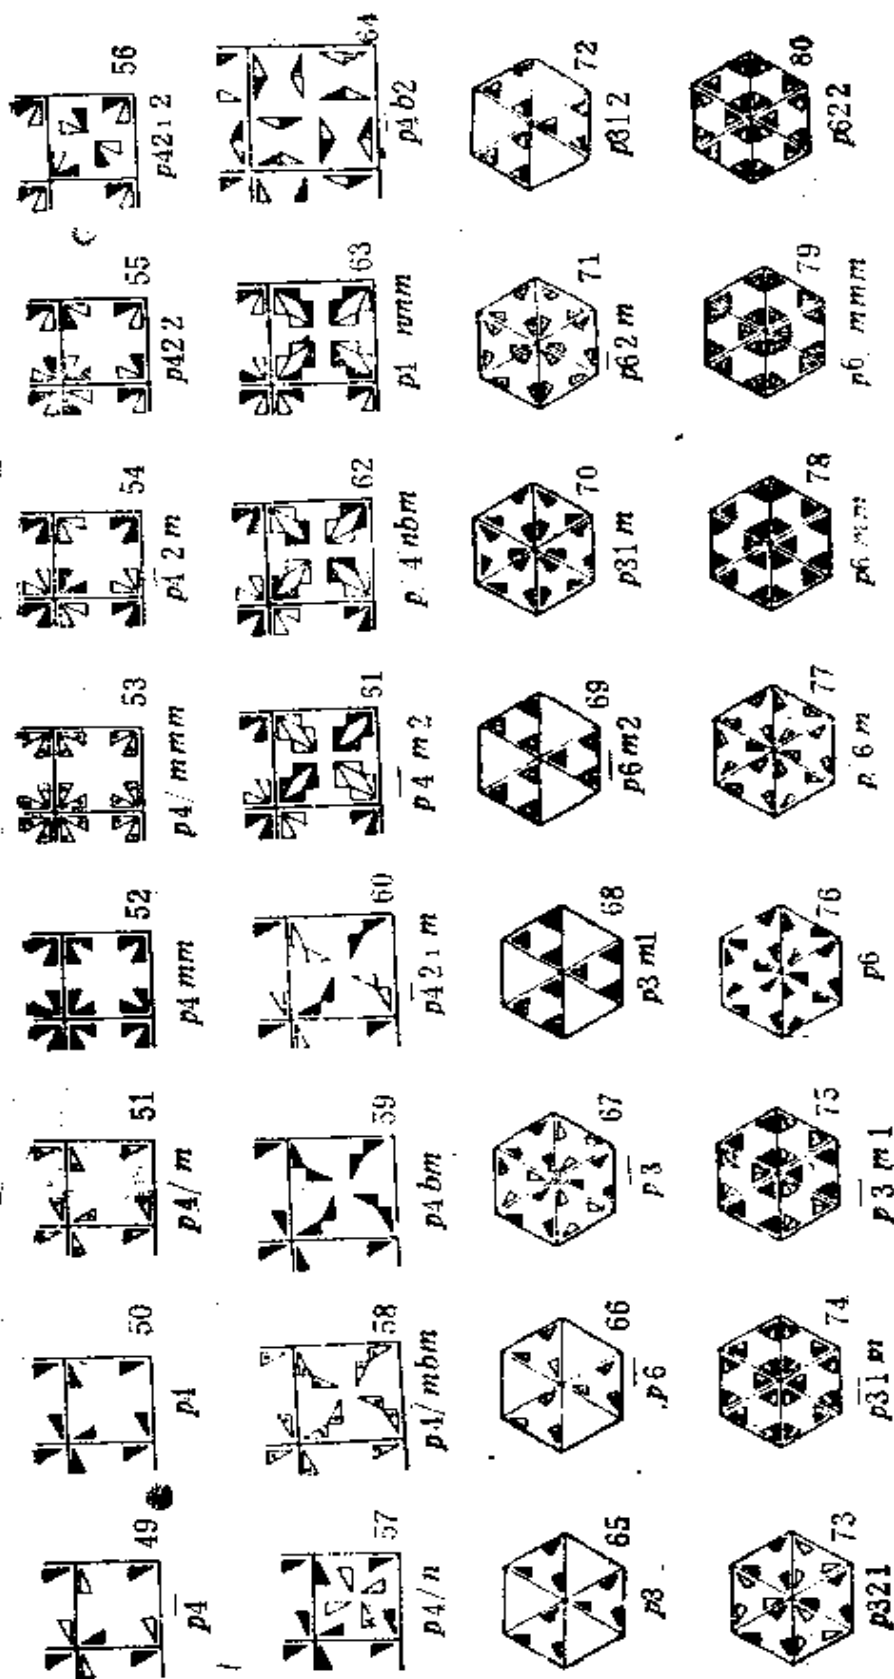 49 50 51 52 53 54 55 56
p4̅ p4 p4/m p4mm p4/mmm p4̅2m p422 p42₁2
57 58 59 60 61 62 63 64
p4/n p4/mbm p4bm p4̅2₁m p4̅m2 p 4 nbm nmm p4̅b2
65 66 67 68 69 70 71 72
p3 p6̅ p3̅ p3m1 p6̅m2 p31m p6̅2m p312
73 74 75 76 77 78 79 80
p321 p3̅1m p3̅m1 p6 p 6 m p6mm p6 mmm p622